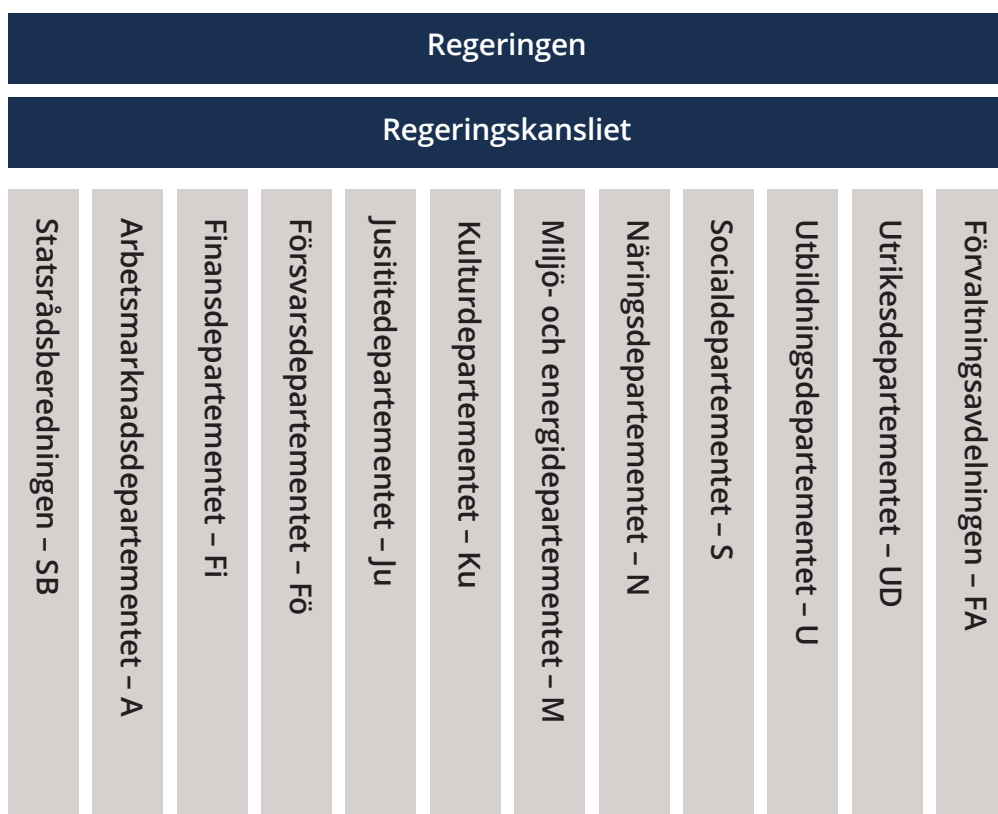 Regeringen
Regeringskansliet
Statsrådsberedningen – SB
Arbetsmarknadsdepartementet – A
Finansdepartementet – Fi
Försvarsdepartementet – Fö
Jusititedepartementet – Ju
Kulturdepartementet – Ku
Miljö- och energidepartementet – M
Näringsdepartementet – N
Socialdepartementet – S
Utbildningsdepartementet – U
Utrikesdepartementet – UD
Förvaltningsavdelningen – FA